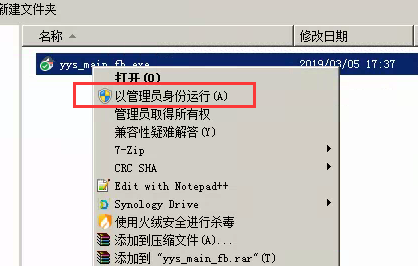 新建文件夹
名称
修改日期
yys_main_fb.exe
2019/03/05 17:37
打开(O)
以管理员身份运行(A)
管理员取得所有权
兼容性疑难解答(Y)
7-Zip
CRC SHA
Edit with Notepad++
Synology Drive
使用火绒安全进行杀毒
添加到压缩文件(A)...
添加到 "yys_main_fb.rar"(T)